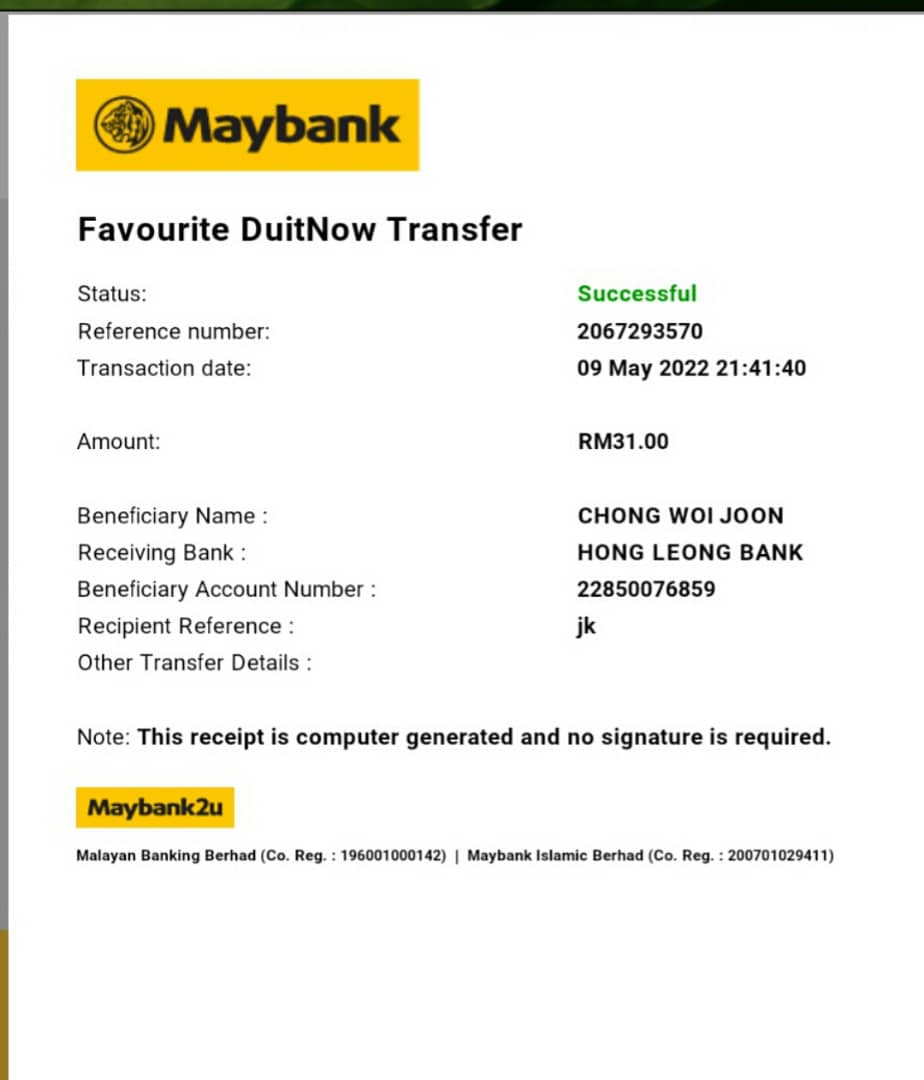 Maybank
Favourite DuitNow Transfer
Status: Successful
Reference number: 2067293570
Transaction date: 09 May 2022 21:41:40
Amount: RM31.00
Beneficiary Name : CHONG WOI JOON
Receiving Bank : HONG LEONG BANK
Beneficiary Account Number : 22850076859
Recipient Reference : jk
Other Transfer Details :
Note: This receipt is computer generated and no signature is required.
Maybank2u
Malayan Banking Berhad (Co. Reg. : 196001000142) | Maybank Islamic Berhad (Co. Reg. : 200701029411)